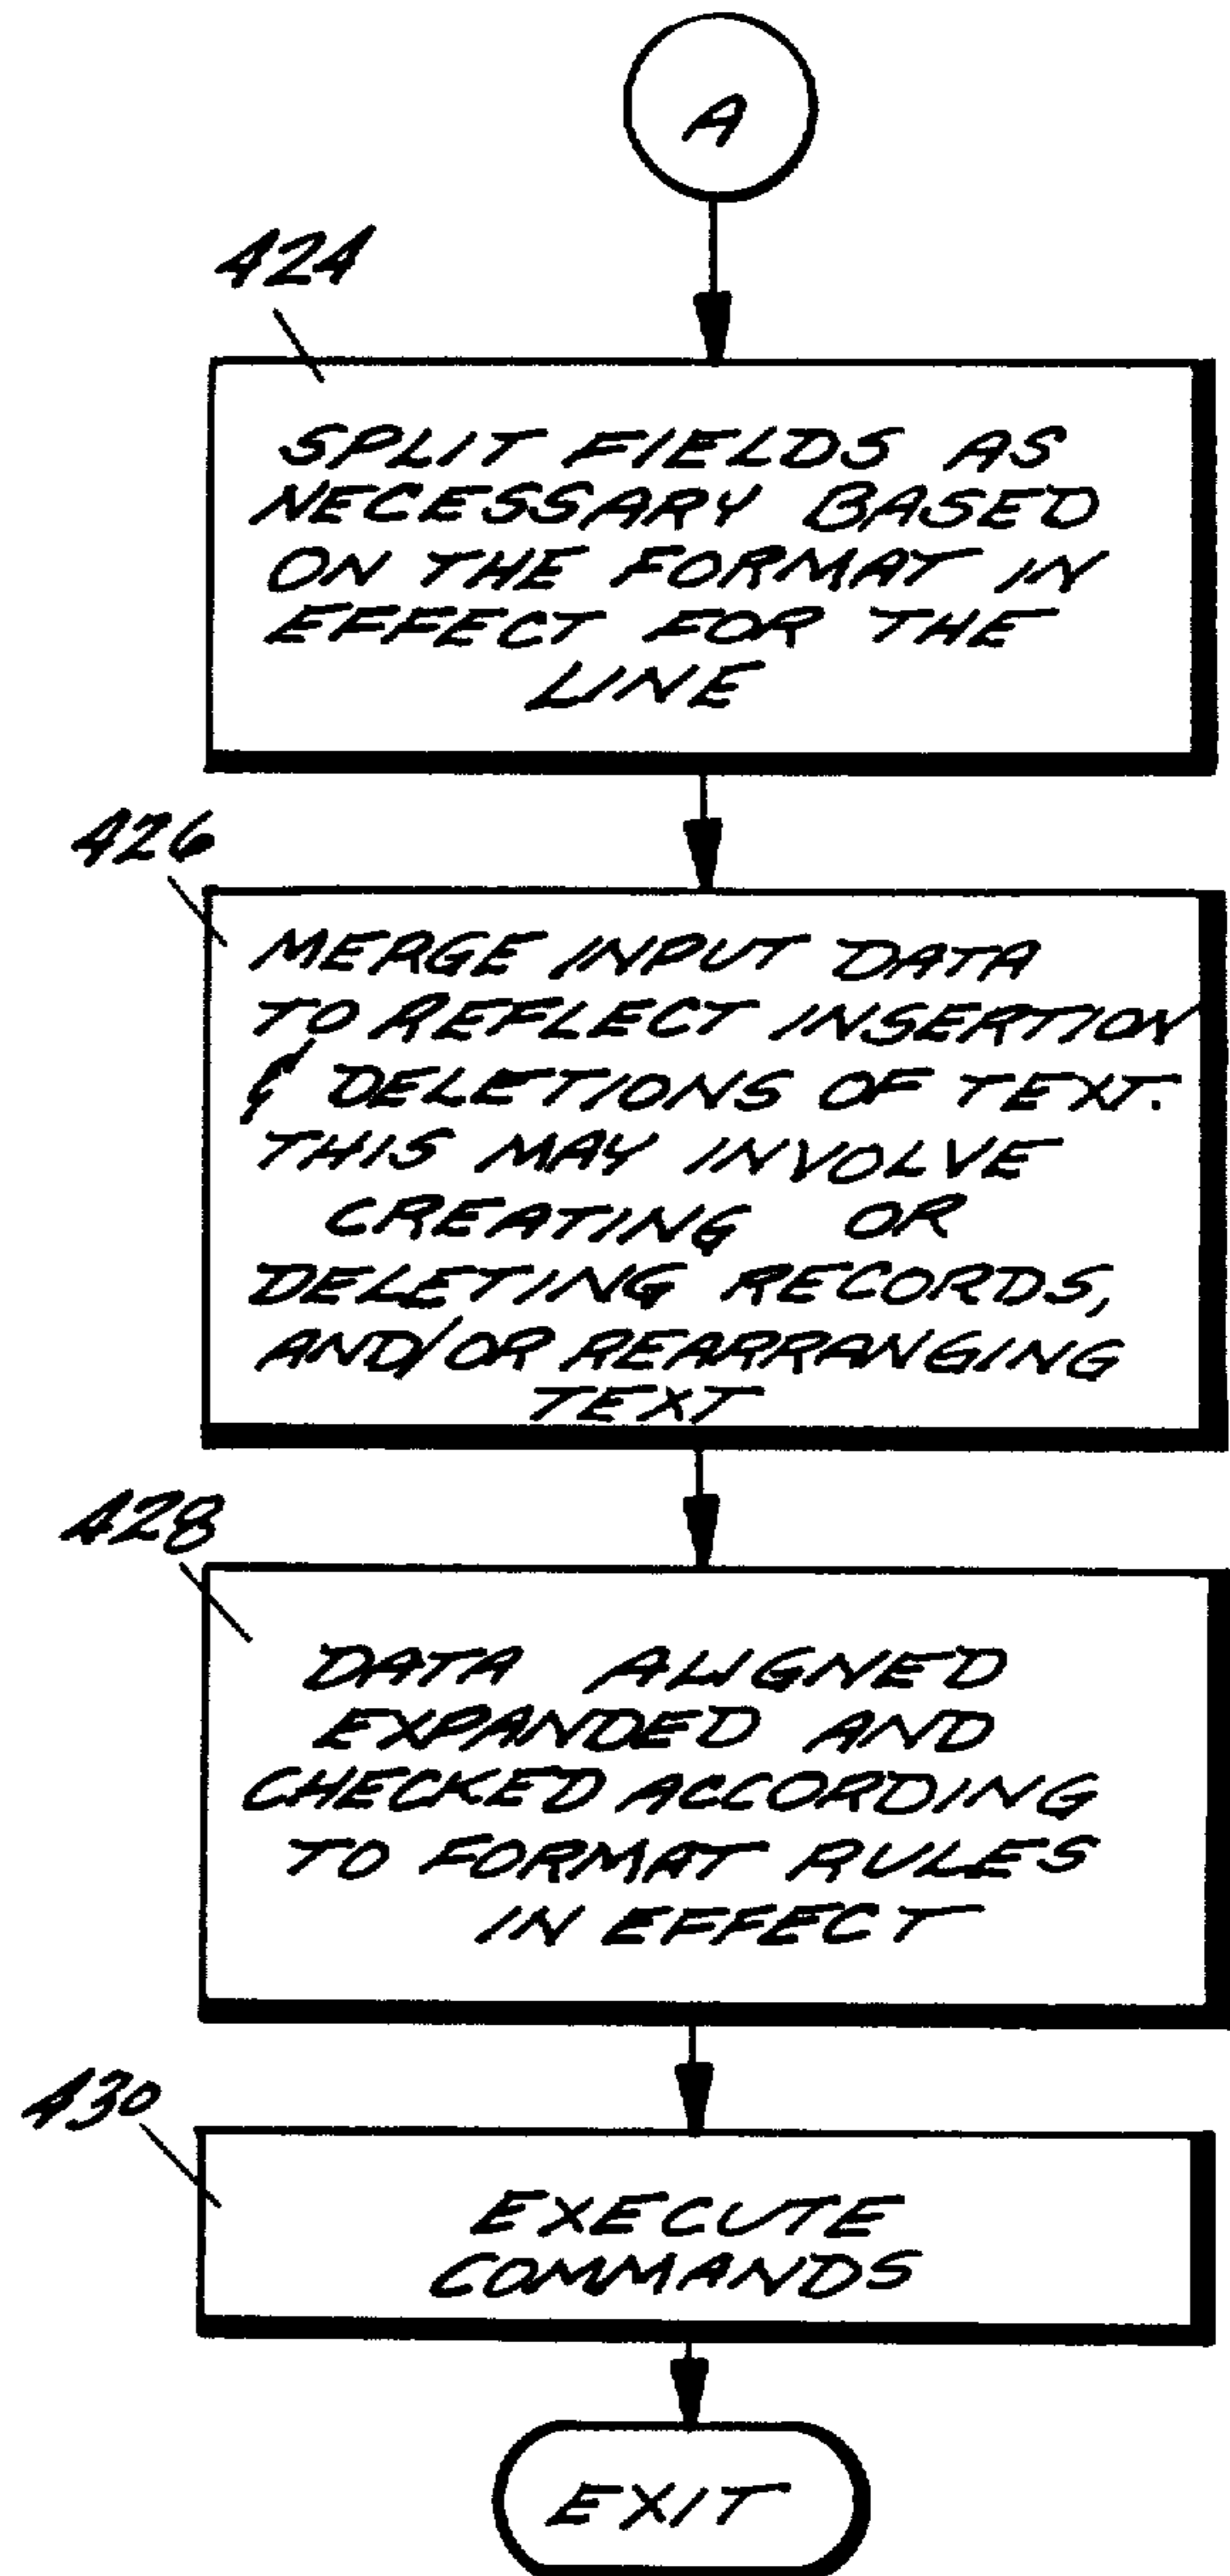 A
424
SPLIT FIELDS AS
NECESSARY BASED
ON THE FORMAT IN
EFFECT FOR THE
LINE
426
MERGE INPUT DATA
TO REFLECT INSERTION
& DELETIONS OF TEXT.
THIS MAY INVOLVE
CREATING OR
DELETING RECORDS,
AND/OR REARRANGING
TEXT
428
DATA ALIGNED
EXPANDED AND
CHECKED ACCORDING
TO FORMAT RULES
IN EFFECT
430
EXECUTE
COMMANDS
EXIT